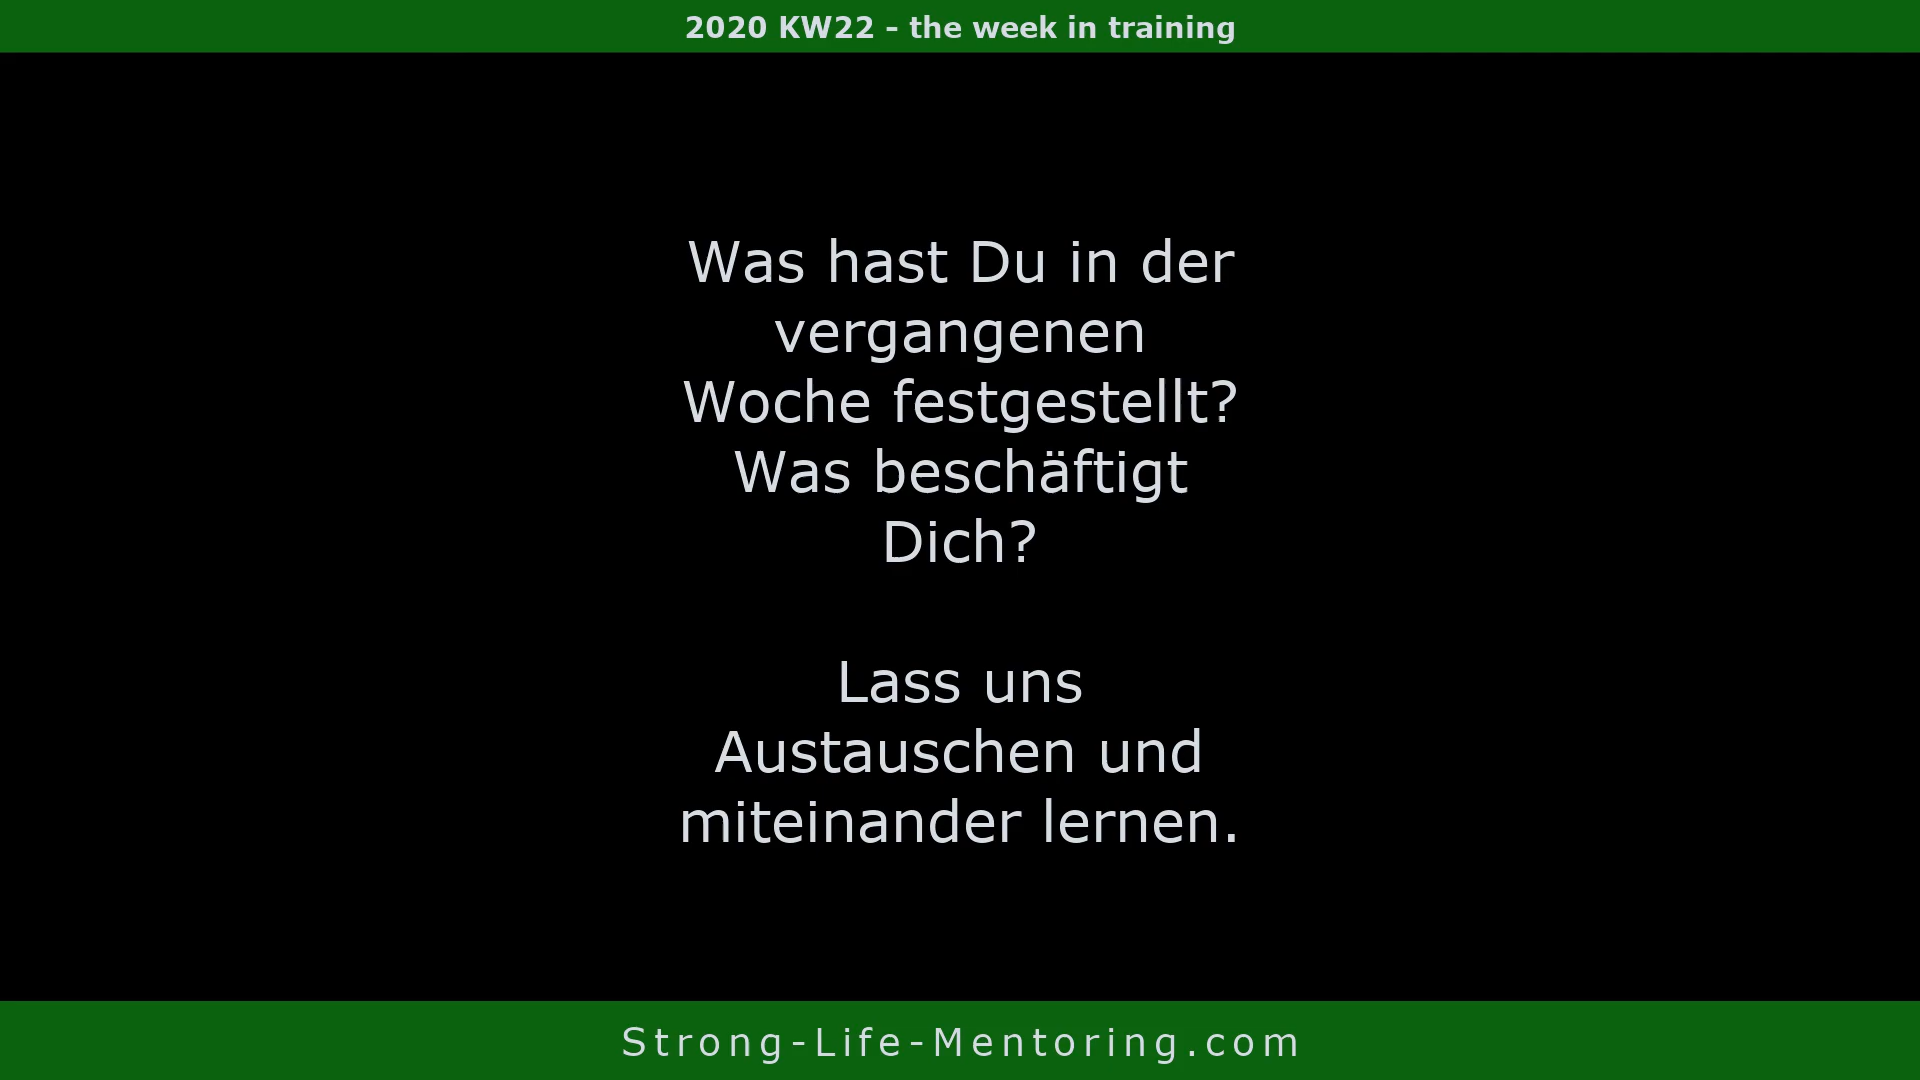 2020 KW22 - the week in training
Was hast Du in der
vergangenen
Woche festgestellt?
Was beschäftigt
Dich?
Lass uns
Austauschen und
miteinander lernen.
Strong-Life-Mentoring.com